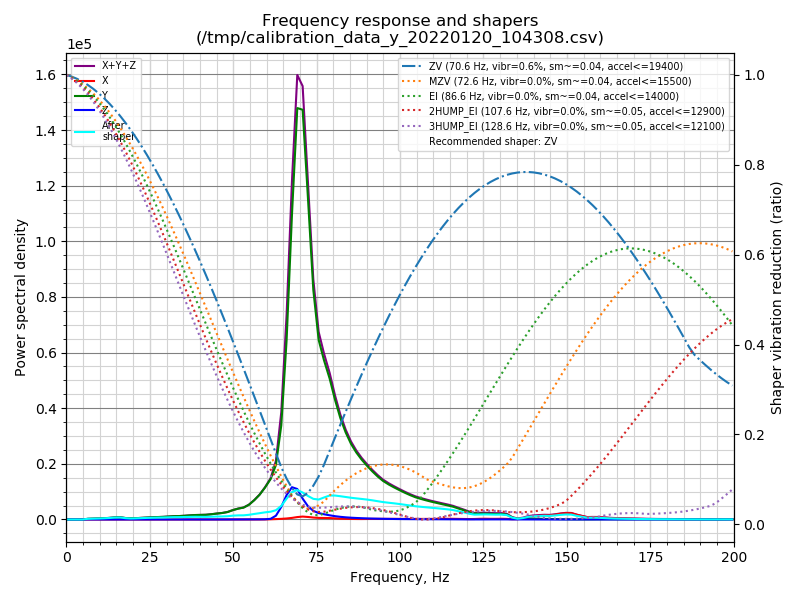 Frequency response and shapers
(/tmp/calibration_data_y_20220120_104308.csv)
1e5
X+Y+Z
X
Y
Z
After
shaper
ZV (70.6 Hz, vibr=0.6%, sm~=0.04, accel<=19400)
MZV (72.6 Hz, vibr=0.0%, sm~=0.04, accel<=15500)
EI (86.6 Hz, vibr=0.0%, sm~=0.04, accel<=14000)
2HUMP_EI (107.6 Hz, vibr=0.0%, sm~=0.05, accel<=12900)
3HUMP_EI (128.6 Hz, vibr=0.0%, sm~=0.05, accel<=12100)
Recommended shaper: ZV
Power spectral density
1.6
1.4
1.2
1.0
0.8
0.6
0.4
0.2
0.0
1.0
0.8
0.6
0.4
0.2
0.0
Shaper vibration reduction (ratio)
0 25 50 75 100 125 150 175 200
Frequency, Hz